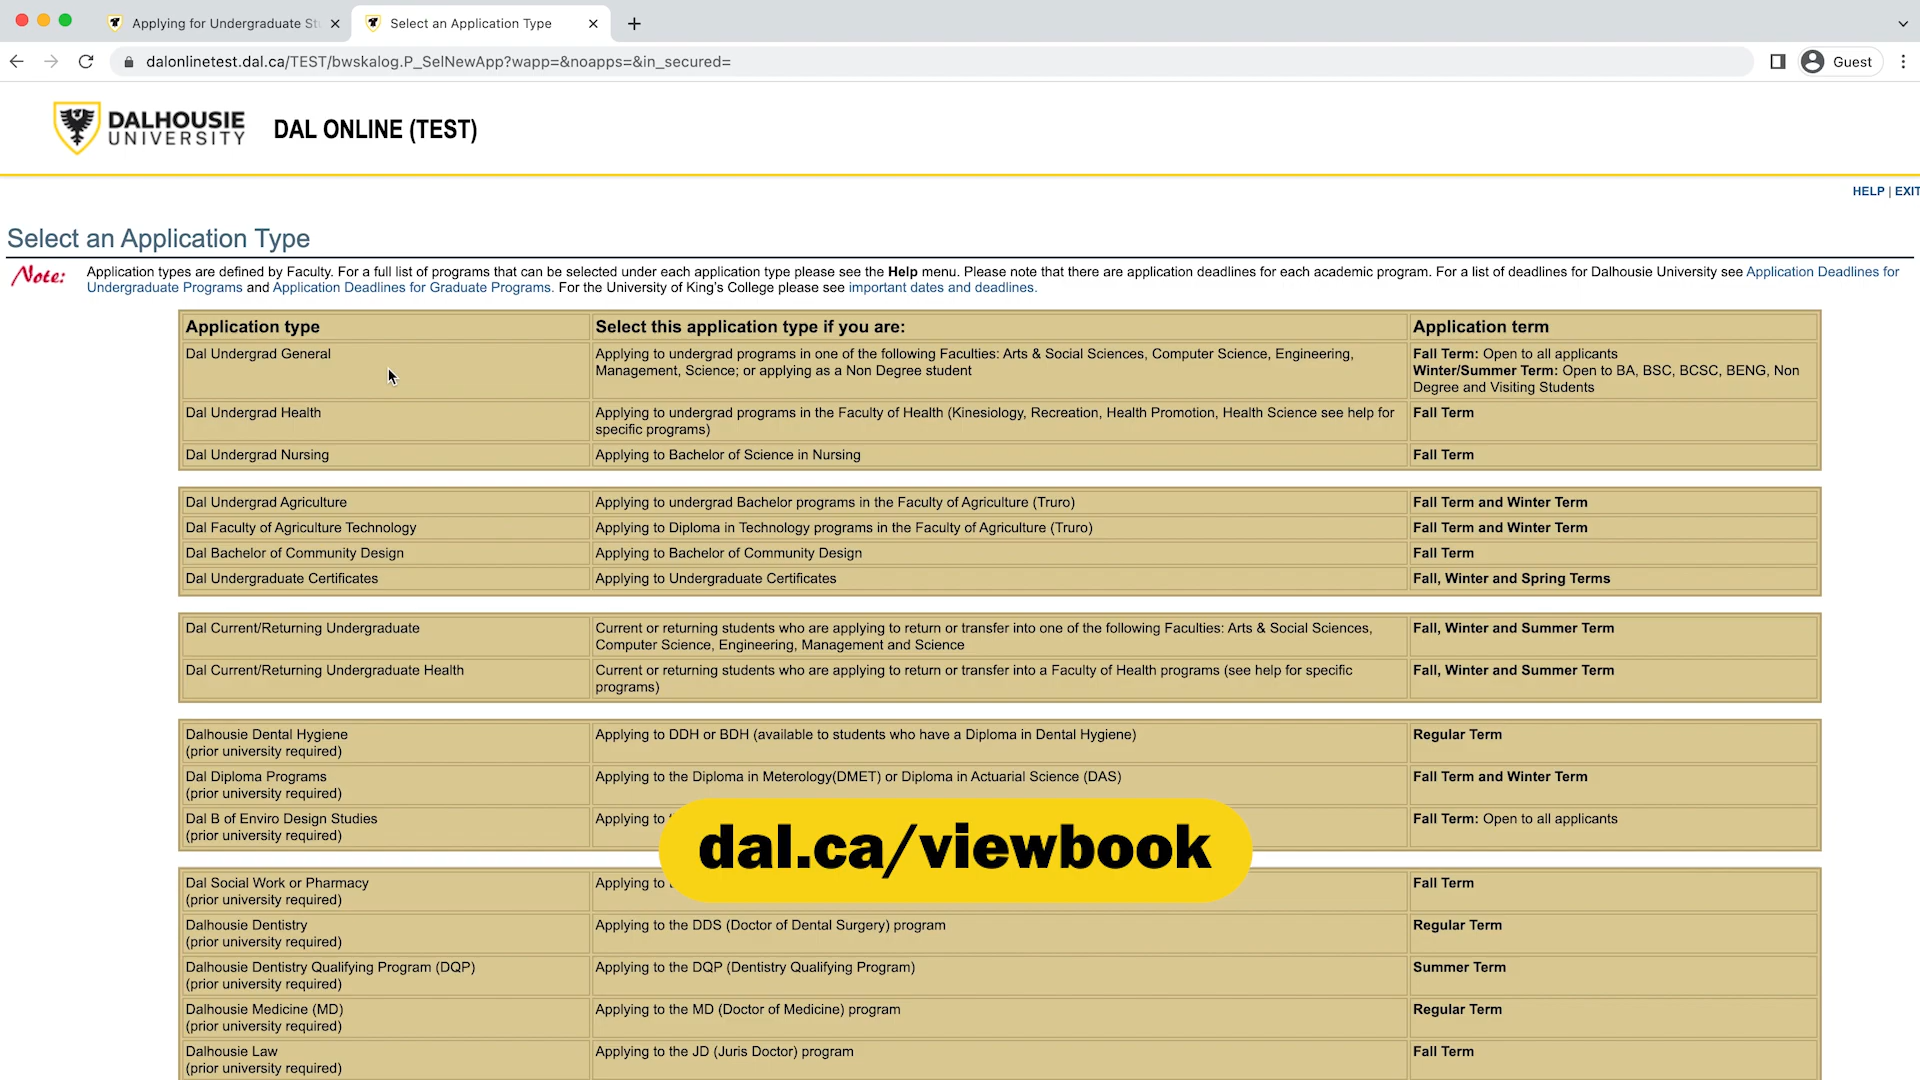 Applying for Undergraduate St
Select an Application Type
dalonlinetest.dal.ca/TEST/bwskalog.P_SelNewApp?wapp=&noapps=&in_secured=
Guest
DALHOUSIE
UNIVERSITY
DAL ONLINE (TEST)
HELP | EXIT
Select an Application Type
Note:
Application types are defined by Faculty. For a full list of programs that can be selected under each application type please see the Help menu. Please note that there are application deadlines for each academic program. For a list of deadlines for Dalhousie University see Application Deadlines for
Undergraduate Programs and Application Deadlines for Graduate Programs. For the University of King's College please see important dates and deadlines.
Application type Select this application type if you are: Application term
Dal Undergrad General Applying to undergrad programs in one of the following Faculties: Arts & Social Sciences, Computer Science, Engineering, Fall Term: Open to all applicants
Management, Science; or applying as a Non Degree student Winter/Summer Term: Open to BA, BSC, BCSC, BENG, Non
Degree and Visiting Students
Dal Undergrad Health Applying to undergrad programs in the Faculty of Health (Kinesiology, Recreation, Health Promotion, Health Science see help for Fall Term
specific programs)
Dal Undergrad Nursing Applying to Bachelor of Science in Nursing Fall Term
Dal Undergrad Agriculture Applying to undergrad Bachelor programs in the Faculty of Agriculture (Truro) Fall Term and Winter Term
Dal Faculty of Agriculture Technology Applying to Diploma in Technology programs in the Faculty of Agriculture (Truro) Fall Term and Winter Term
Dal Bachelor of Community Design Applying to Bachelor of Community Design Fall Term
Dal Undergraduate Certificates Applying to Undergraduate Certificates Fall, Winter and Spring Terms
Dal Current/Returning Undergraduate Current or returning students who are applying to return or transfer into one of the following Faculties: Arts & Social Sciences, Fall, Winter and Summer Term
Computer Science, Engineering, Management and Science
Dal Current/Returning Undergraduate Health Current or returning students who are applying to return or transfer into a Faculty of Health programs (see help for specific Fall, Winter and Summer Term
programs)
Dalhousie Dental Hygiene Applying to DDH or BDH (available to students who have a Diploma in Dental Hygiene) Regular Term
(prior university required)
Dal Diploma Programs Applying to the Diploma in Meterology(DMET) or Diploma in Actuarial Science (DAS) Fall Term and Winter Term
(prior university required)
Dal B of Enviro Design Studies Applying to Fall Term: Open to all applicants
(prior university required)
dal.ca/viewbook
Dal Social Work or Pharmacy Applying to Fall Term
(prior university required)
Dalhousie Dentistry Applying to the DDS (Doctor of Dental Surgery) program Regular Term
(prior university required)
Dalhousie Dentistry Qualifying Program (DQP) Applying to the DQP (Dentistry Qualifying Program) Summer Term
(prior university required)
Dalhousie Medicine (MD) Applying to the MD (Doctor of Medicine) program Regular Term
(prior university required)
Dalhousie Law Applying to the JD (Juris Doctor) program Fall Term
(prior university required)